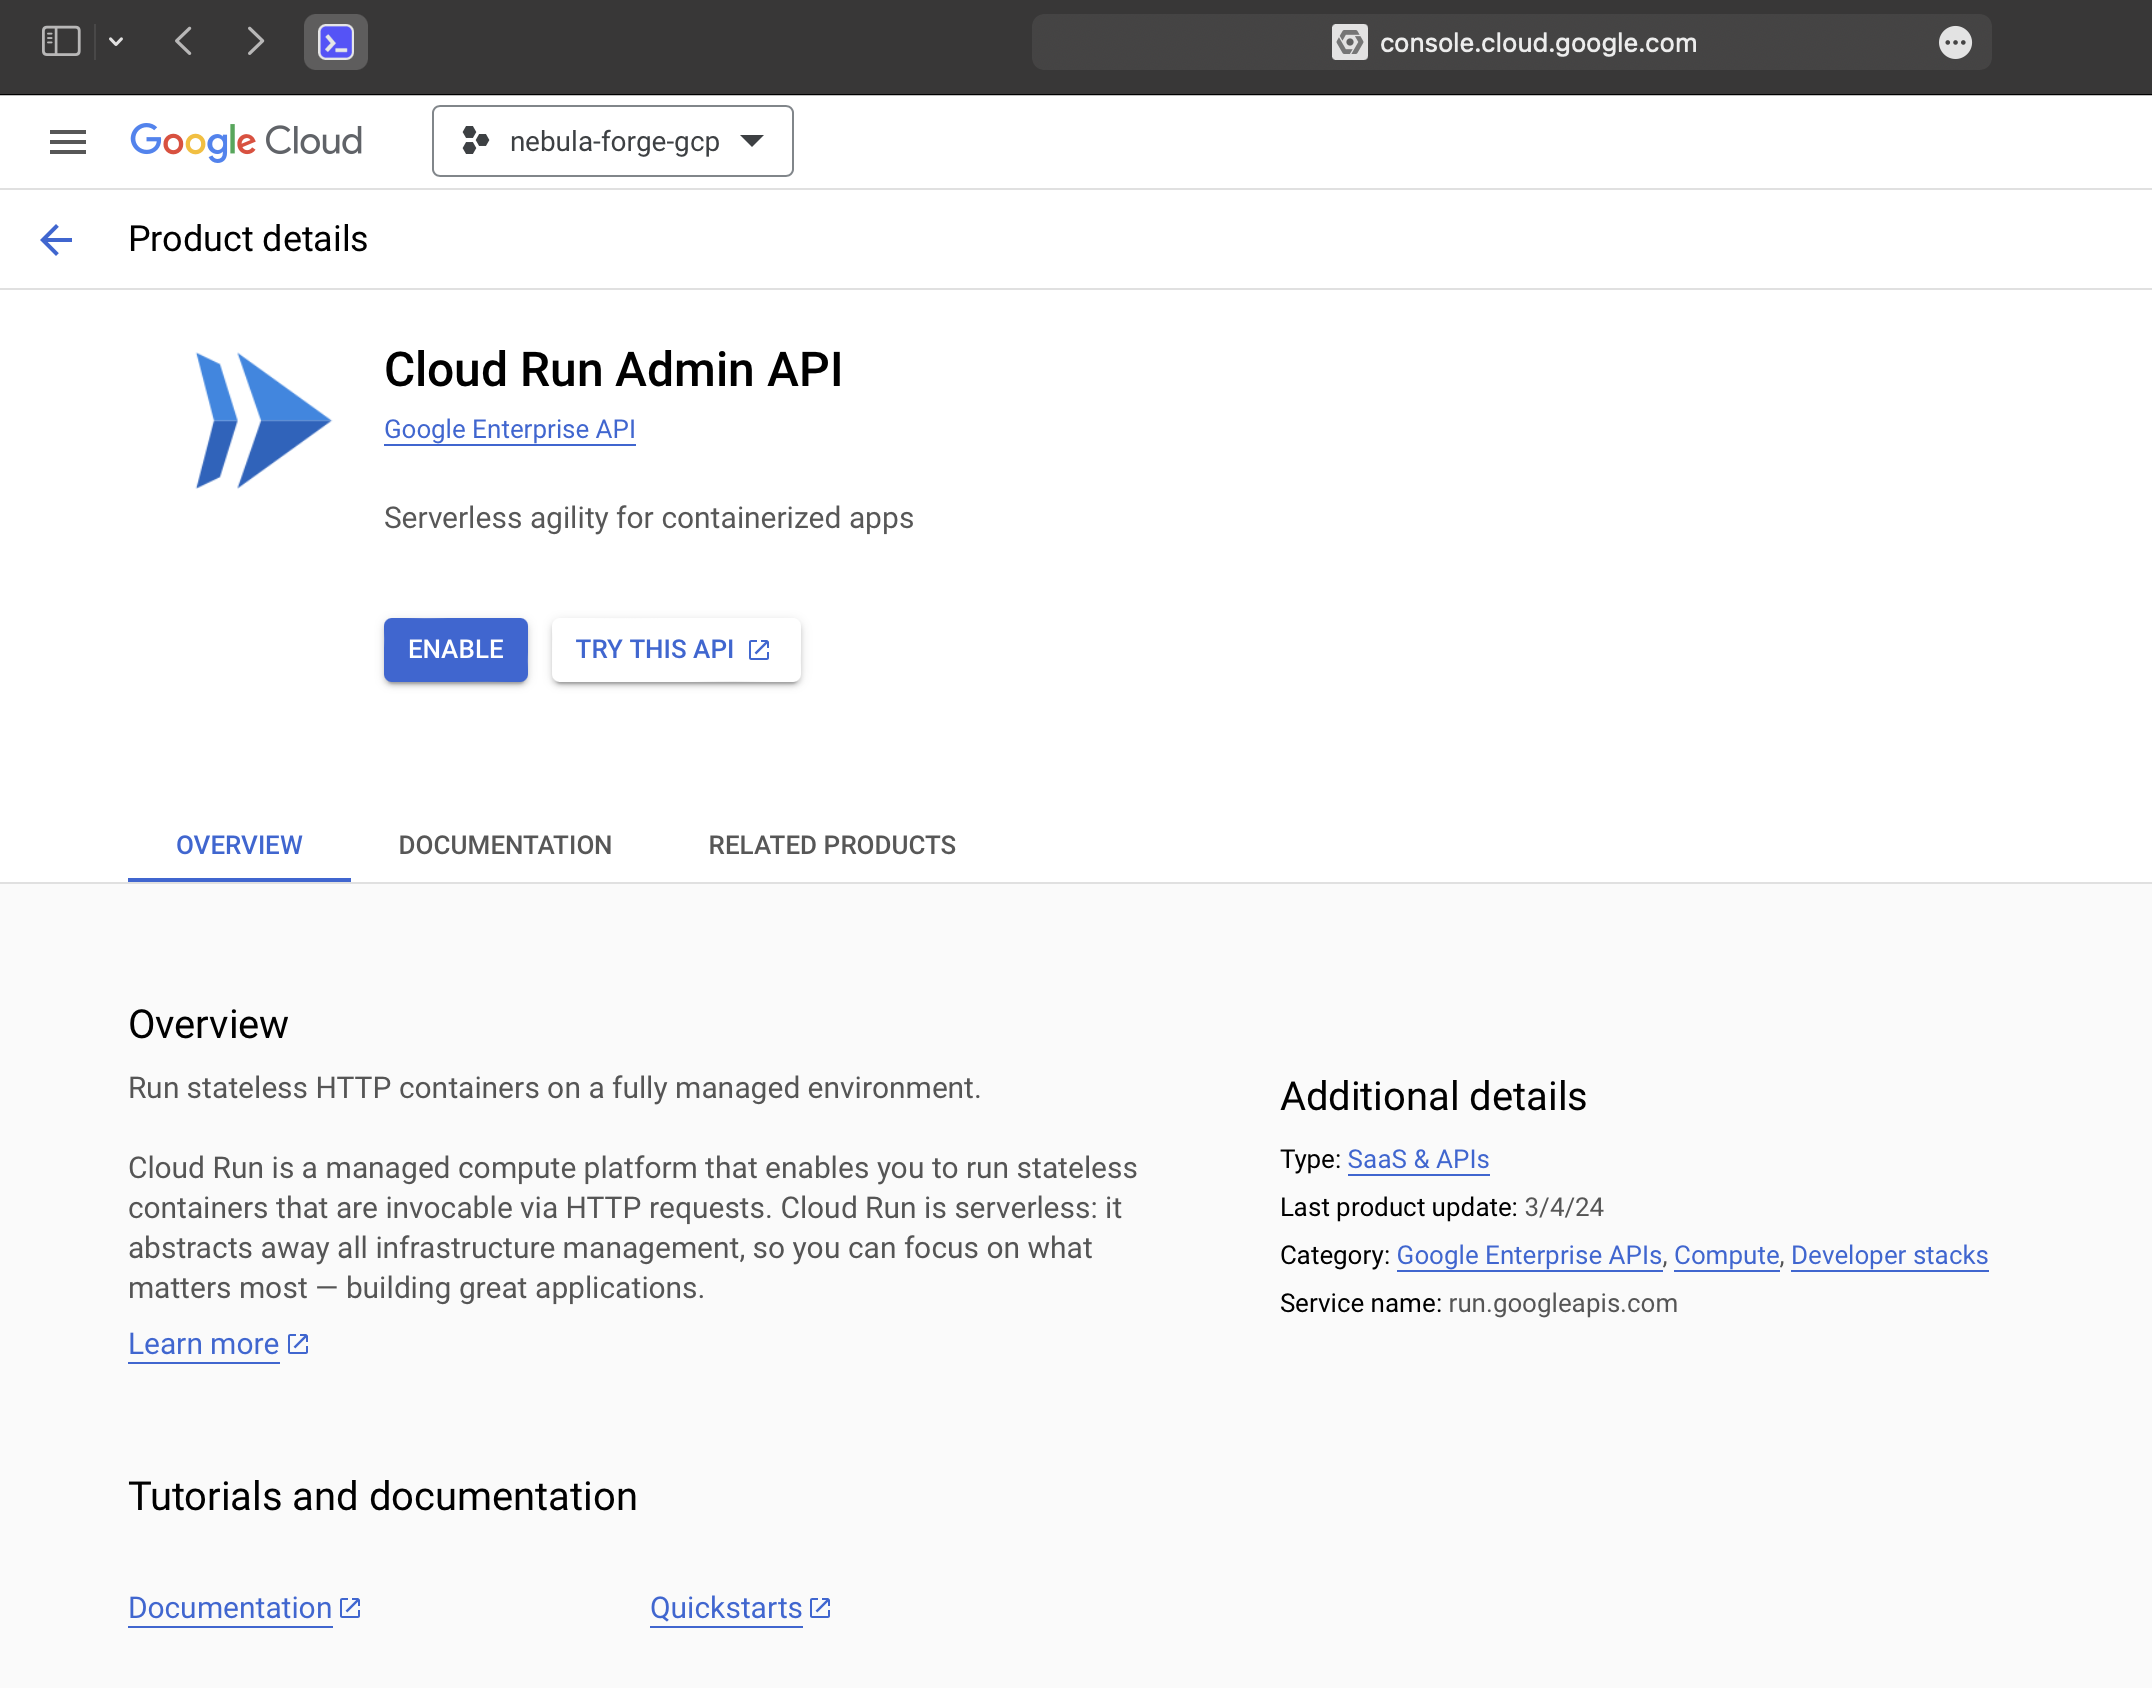 console.cloud.google.com
Google Cloud
nebula-forge-gcp
Product details
Cloud Run Admin API
Google Enterprise API
Serverless agility for containerized apps
ENABLE
TRY THIS API
OVERVIEW
DOCUMENTATION
RELATED PRODUCTS
Overview
Run stateless HTTP containers on a fully managed environment.
Cloud Run is a managed compute platform that enables you to run stateless
containers that are invocable via HTTP requests. Cloud Run is serverless: it
abstracts away all infrastructure management, so you can focus on what
matters most — building great applications.
Learn more
Additional details
Type: SaaS & APIs
Last product update: 3/4/24
Category: Google Enterprise APIs, Compute, Developer stacks
Service name: run.googleapis.com
Tutorials and documentation
Documentation
Quickstarts